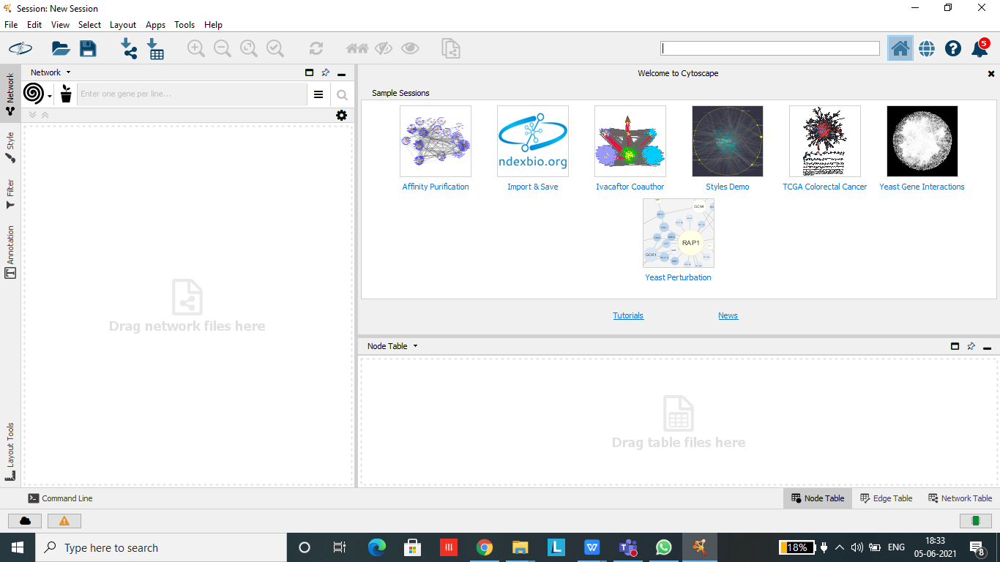 Session: New Session
File Edit View Select Layout Apps Tools Help
5
Network
Style
Filter
Annotation
Layout Tools
Network
Enter one gene per line...
Drag network files here
Welcome to Cytoscape
Sample Sessions
ndexbio.org
Affinity Purification Import & Save Ivacaftor Coauthor Styles Demo TCGA Colorectal Cancer Yeast Gene Interactions
RAP1
GCR1
Yeast Perturbation
Tutorials News
Node Table
Drag table files here
Command Line
Node Table Edge Table Network Table
Type here to search
L
W
18%
ENG
18:33
05-06-2021
8